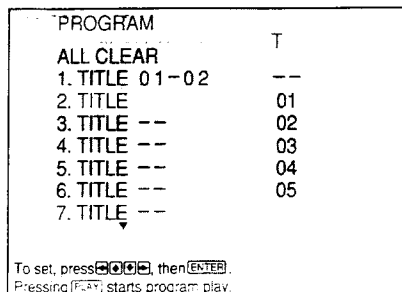 PROGRAM
T
ALL CLEAR
1. TITLE 01-02 --
2. TITLE 01
3. TITLE -- 02
4. TITLE -- 03
5. TITLE -- 04
6. TITLE -- 05
7. TITLE --
To set, press, then ENTER.
Pressing PLAY starts program play.